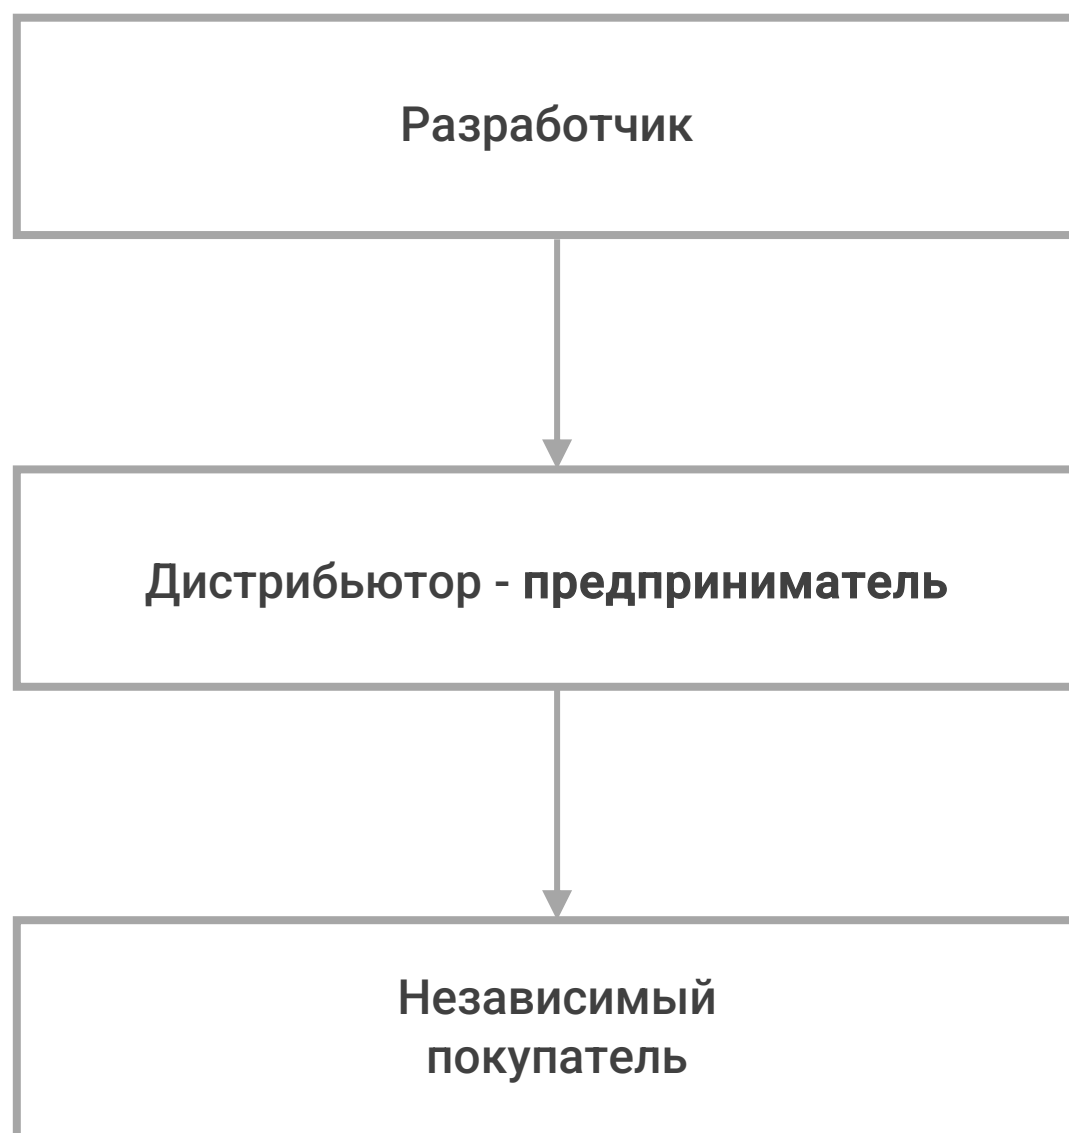 Разработчик
Дистрибьютор - предприниматель
Независимый
покупатель